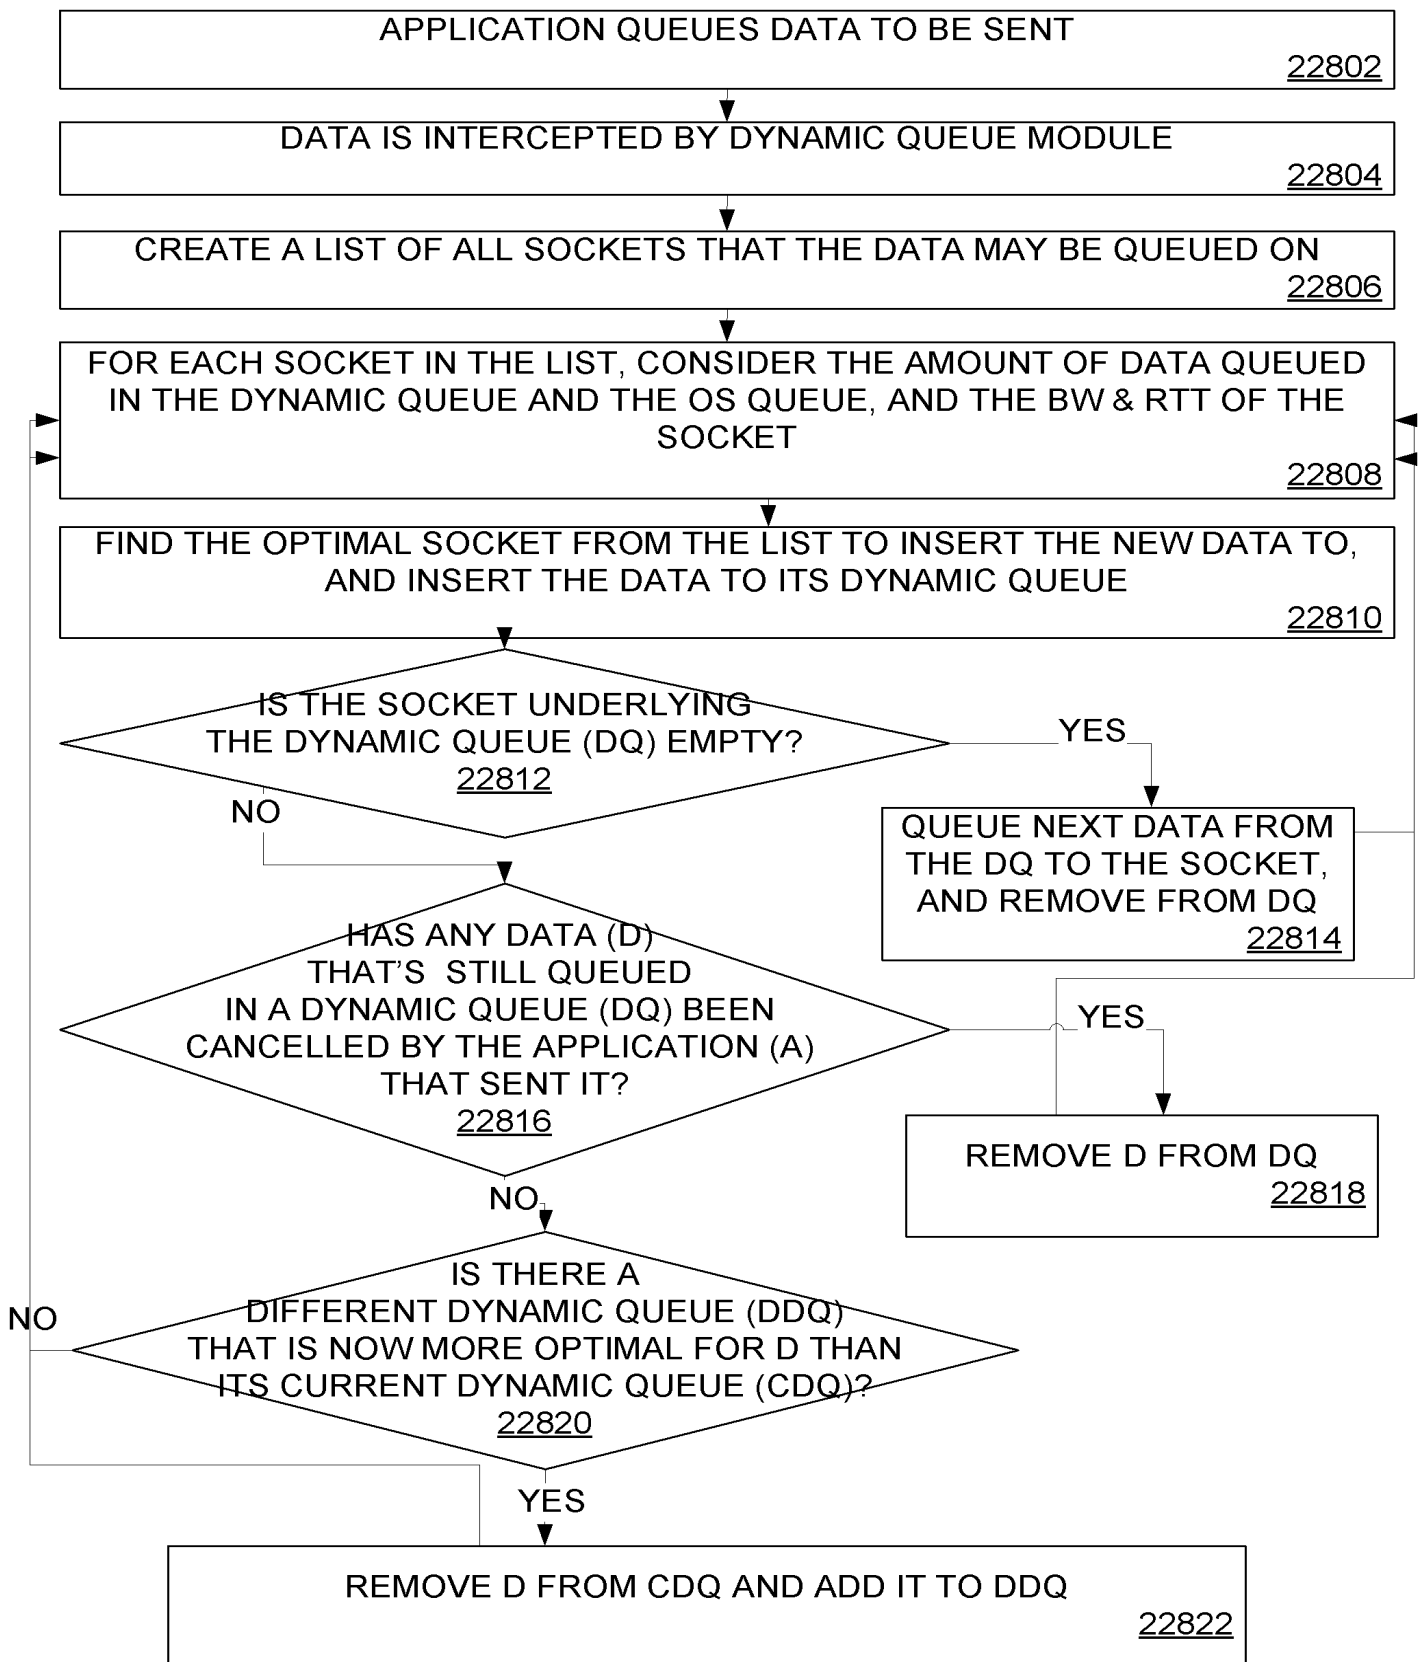 APPLICATION QUEUES DATA TO BE SENT
22802
DATA IS INTERCEPTED BY DYNAMIC QUEUE MODULE
22804
CREATE A LIST OF ALL SOCKETS THAT THE DATA MAY BE QUEUED ON
22806
FOR EACH SOCKET IN THE LIST, CONSIDER THE AMOUNT OF DATA QUEUED
IN THE DYNAMIC QUEUE AND THE OS QUEUE, AND THE BW & RTT OF THE
SOCKET
22808
FIND THE OPTIMAL SOCKET FROM THE LIST TO INSERT THE NEW DATA TO,
AND INSERT THE DATA TO ITS DYNAMIC QUEUE
22810
IS THE SOCKET UNDERLYING
THE DYNAMIC QUEUE (DQ) EMPTY?
22812
YES
NO
QUEUE NEXT DATA FROM
THE DQ TO THE SOCKET,
AND REMOVE FROM DQ
22814
HAS ANY DATA (D)
THAT'S STILL QUEUED
IN A DYNAMIC QUEUE (DQ) BEEN
CANCELLED BY THE APPLICATION (A)
THAT SENT IT?
22816
YES
REMOVE D FROM DQ
22818
NO
IS THERE A
DIFFERENT DYNAMIC QUEUE (DDQ)
THAT IS NOW MORE OPTIMAL FOR D THAN
ITS CURRENT DYNAMIC QUEUE (CDQ)?
22820
NO
YES
REMOVE D FROM CDQ AND ADD IT TO DDQ
22822